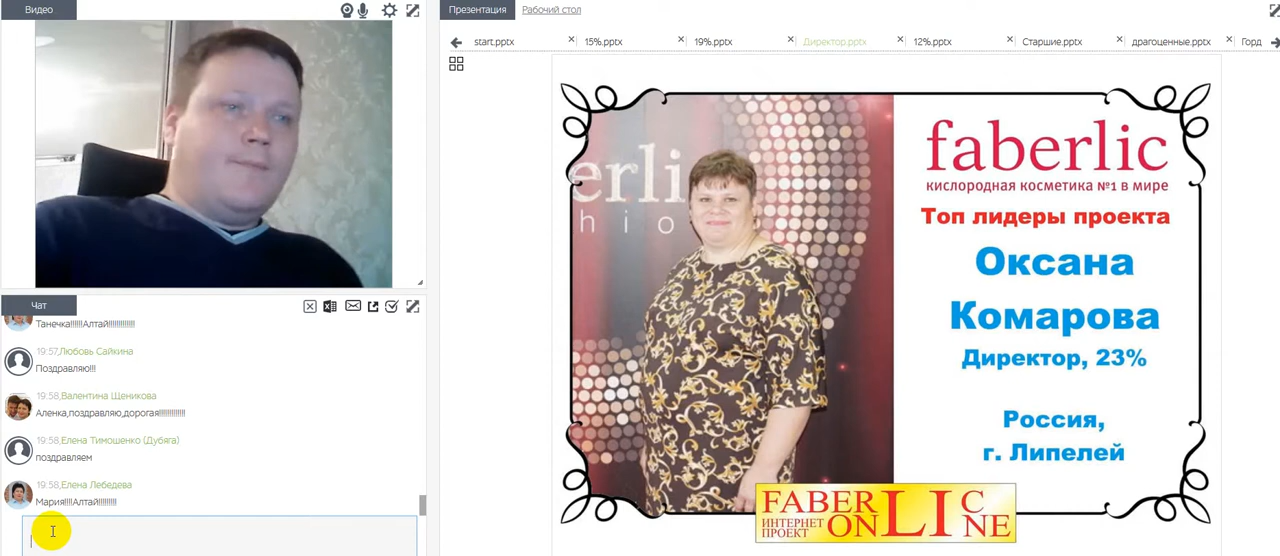 Видео
Презентация
Рабочий стол
start.pptx
15%.pptx
19%.pptx
Директор.pptx
12%.pptx
Старшие.pptx
драгоценные.pptx
Горд
Чат
Танечка!!!!!!Алтай!!!!!!!!!!!!!
19:57,Любовь Сайкина
Поздравляю!!!
19:58,Валентина Щеникова
Аленка,поздравляю,дорогая!!!!!!!!!!!!!
19:58,Елена Тимошенко (Дубяга)
поздравляем
19:58,Елена Лебедева
Мария!!!!Алтай!!!!!!!!!
erli
hio
faberlic
кислородная косметика №1 в мире
Топ лидеры проекта
Оксана
Комарова
Директор, 23%
Россия,
г. Липелей
FABERLIC
ИНТЕРНЕТ
ПРОЕКТ
ONLINE